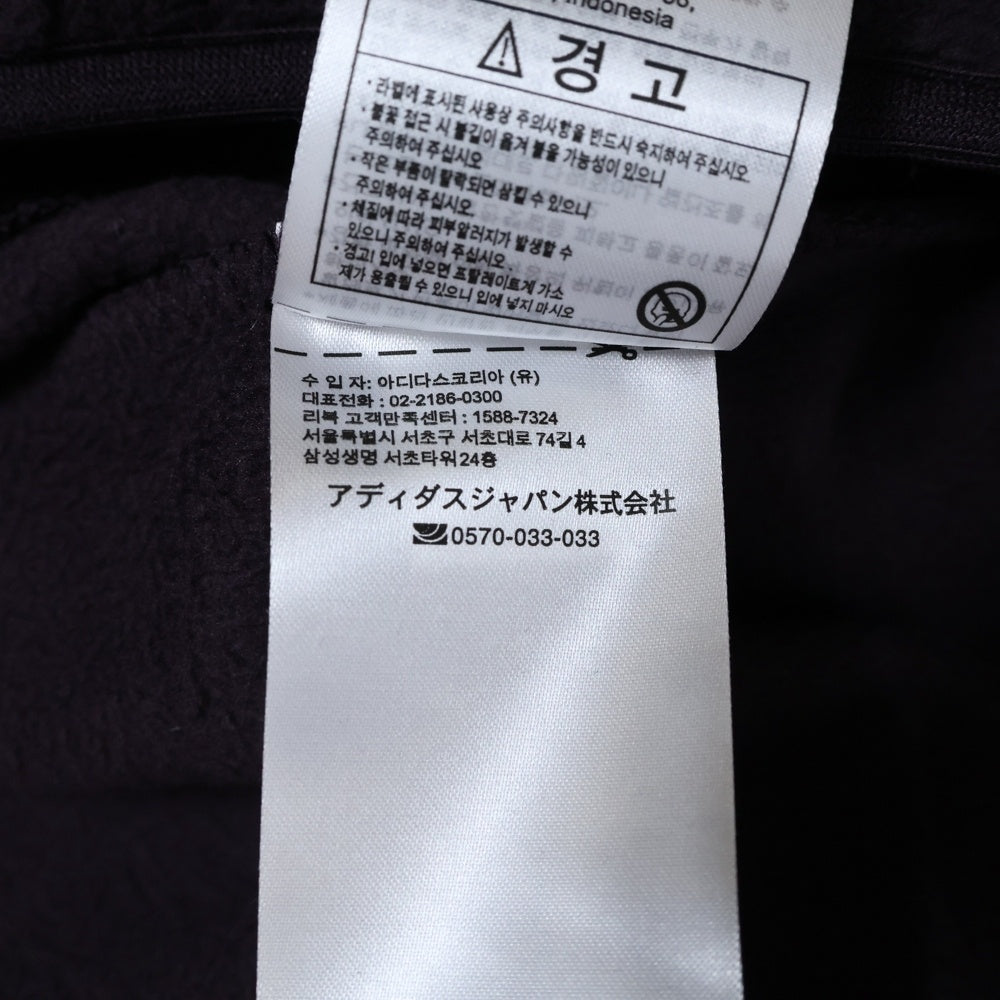 Indonesia
경 고
· 라벨에 표시된 사용상 주의사항을 반드시 숙지하여 주십시오
· 불꽃 접근 시 불길이 옮겨 붙을 가능성이 있으니
주의하여 주십시오
· 작은 부품이 탈락되면 삼킬 수 있으니
주의하여 주십시오.
· 체질에 따라 피부알러지가 발생할 수
있으니 주의하여 주십시오.
· 경고! 입에 넣으면 프탈레이트계 가소
제가 용출될 수 있으니 입에 넣지 마시오
수 입 자: 아디다스코리아 (유)
대표전화 : 02-2186-0300
리복 고객만족센터 : 1588-7324
서울특별시 서초구 서초대로 74길 4
삼성생명 서초타워 24층
アディダスジャパン株式会社
0570-033-033